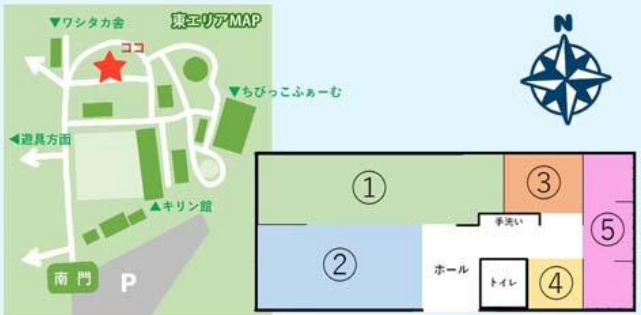 ▼ワシタカ舎
東エリアMAP
ココ
▼ちびっこふぁーむ
◀遊具方面
▲キリン館
南門
P
N
①
③
⑤
手洗い
②
ホール
トイレ
④